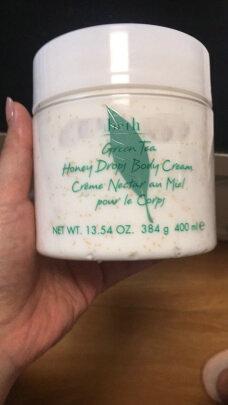 Green Tea
Honey Drops Body Cream
Crème Nectar au Miel
pour le Corps
NET WT. 13.54 OZ. 384 g 400 ml e